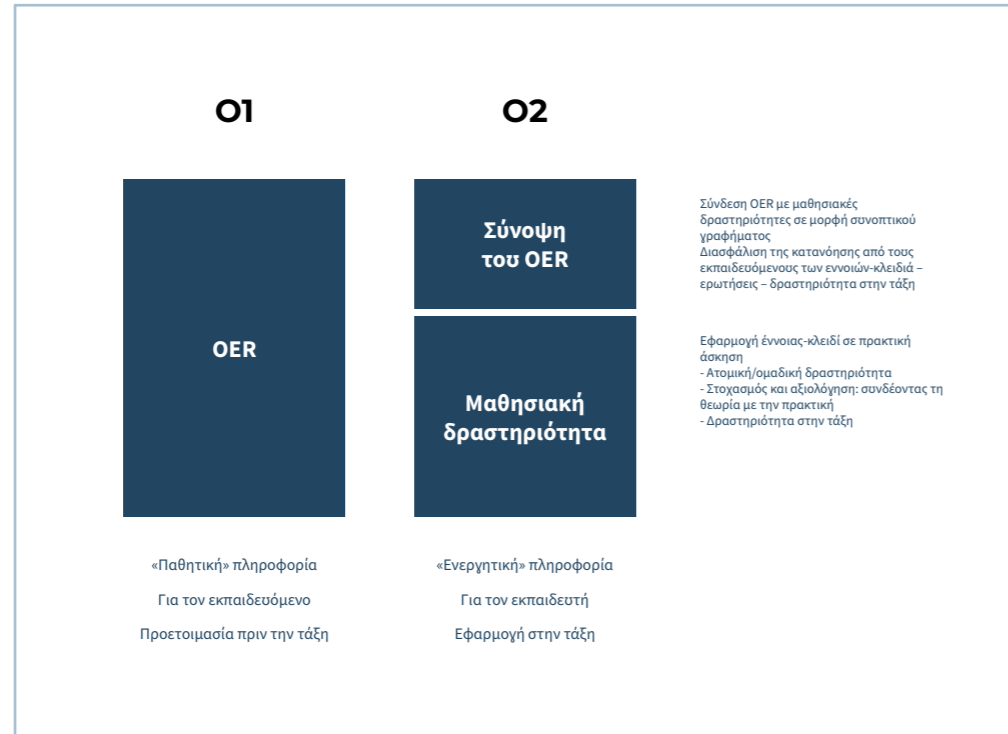 O1
O2
OER
Σύνοψη
του OER
Μαθησιακή
δραστηριότητα
Σύνδεση OER με μαθησιακές
δραστηριότητες σε μορφή συνοπτικού
γραφήματος
Διασφάλιση της κατανόησης από τους
εκπαιδευόμενους των εννοιών-κλειδιά –
ερωτήσεις – δραστηριότητα στην τάξη
Εφαρμογή έννοιας-κλειδί σε πρακτική
άσκηση
- Ατομική/ομαδική δραστηριότητα
- Στοχασμός και αξιολόγηση: συνδέοντας τη
θεωρία με την πρακτική
- Δραστηριότητα στην τάξη
«Παθητική» πληροφορία
Για τον εκπαιδευόμενο
Προετοιμασία πριν την τάξη
«Ενεργητική» πληροφορία
Για τον εκπαιδευτή
Εφαρμογή στην τάξη